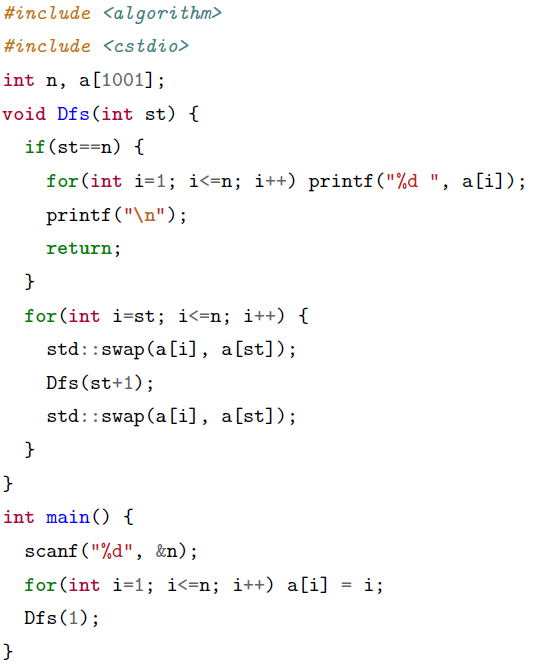 #include <algorithm>
#include <cstdio>
int n, a[1001];
void Dfs(int st) {
  if(st==n) {
    for(int i=1; i<=n; i++) printf("%d ", a[i]);
    printf("\n");
    return;
  }
  for(int i=st; i<=n; i++) {
    std::swap(a[i], a[st]);
    Dfs(st+1);
    std::swap(a[i], a[st]);
  }
}
int main() {
  scanf("%d", &n);
  for(int i=1; i<=n; i++) a[i] = i;
  Dfs(1);
}